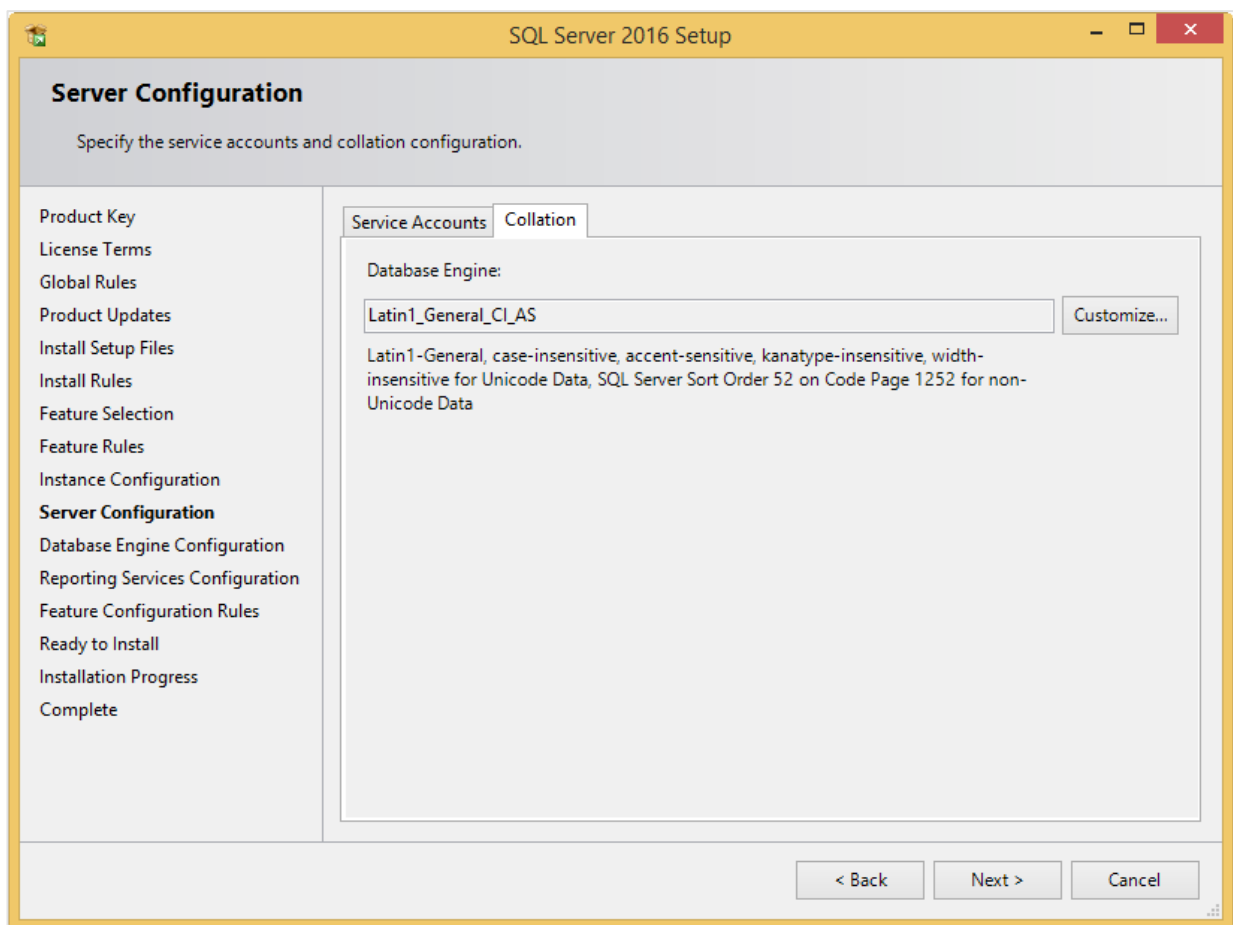 SQL Server 2016 Setup
Server Configuration
Specify the service accounts and collation configuration.
Product Key
License Terms
Global Rules
Product Updates
Install Setup Files
Install Rules
Feature Selection
Feature Rules
Instance Configuration
Server Configuration
Database Engine Configuration
Reporting Services Configuration
Feature Configuration Rules
Ready to Install
Installation Progress
Complete
Service Accounts
Collation
Database Engine:
Latin1_General_CI_AS
Customize...
Latin1-General, case-insensitive, accent-sensitive, kanatype-insensitive, width-
insensitive for Unicode Data, SQL Server Sort Order 52 on Code Page 1252 for non-
Unicode Data
< Back
Next >
Cancel